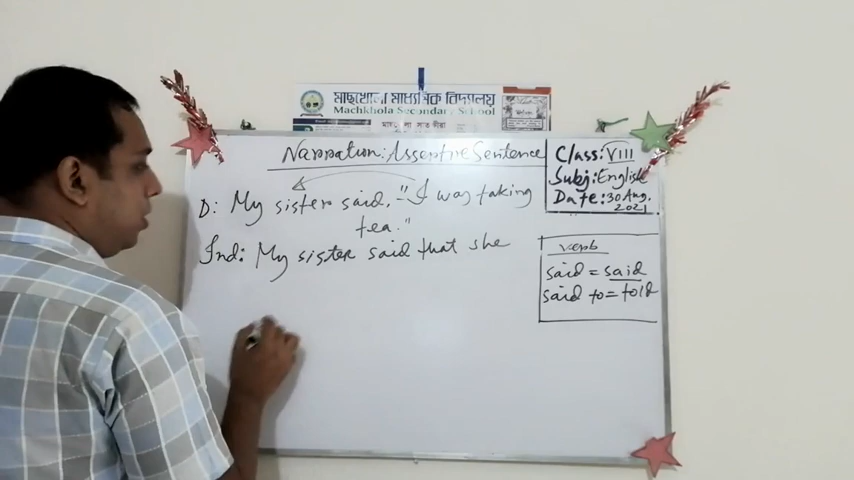 মাছখোলা মাধ্যমিক বিদ্যালয়
Machkhola Secondary School
Narration: Assertive Sentence
Class: VIII
Subj: English
Date: 30 Aug. 2021
D: My sister said, "I was taking
tea."
Ind: My sister said that she
verb
said = said
said to = told